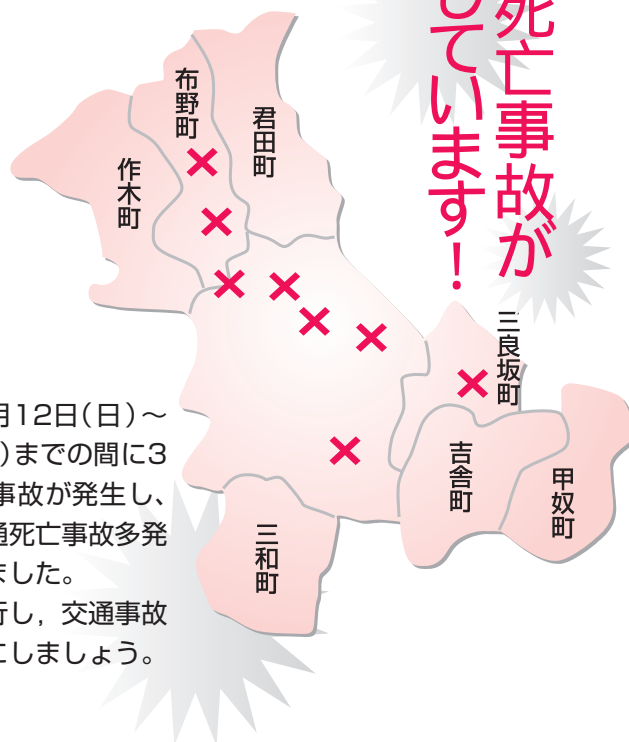 死亡事故が
しています！
布野町
君田町
作木町
三良坂町
吉舎町
甲奴町
三和町
月12日(日)～
)までの間に3
事故が発生し、
通死亡事故多発
ました。
行し，交通事故
にしましょう。